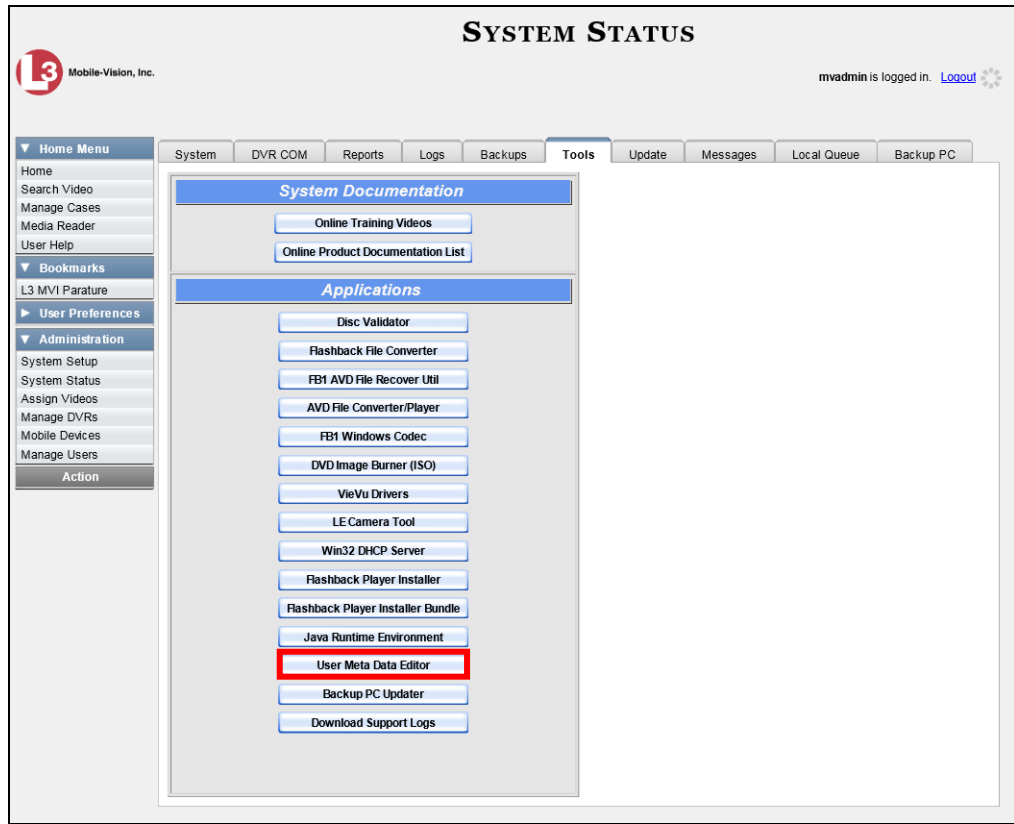 SYSTEM STATUS
L3 Mobile-Vision, Inc.
mvadmin is logged in. Logout
Home Menu
Home
Search Video
Manage Cases
Media Reader
User Help
Bookmarks
L3 MVI Parature
User Preferences
Administration
System Setup
System Status
Assign Videos
Manage DVRs
Mobile Devices
Manage Users
Action
System DVR COM Reports Logs Backups Tools Update Messages Local Queue Backup PC
System Documentation
Online Training Videos
Online Product Documentation List
Applications
Disc Validator
Flashback File Converter
FB1 AVD File Recover Util
AVD File Converter/Player
FB1 Windows Codec
DVD Image Burner (ISO)
VieVu Drivers
LE Camera Tool
Win32 DHCP Server
Flashback Player Installer
Flashback Player Installer Bundle
Java Runtime Environment
User Meta Data Editor
Backup PC Updater
Download Support Logs